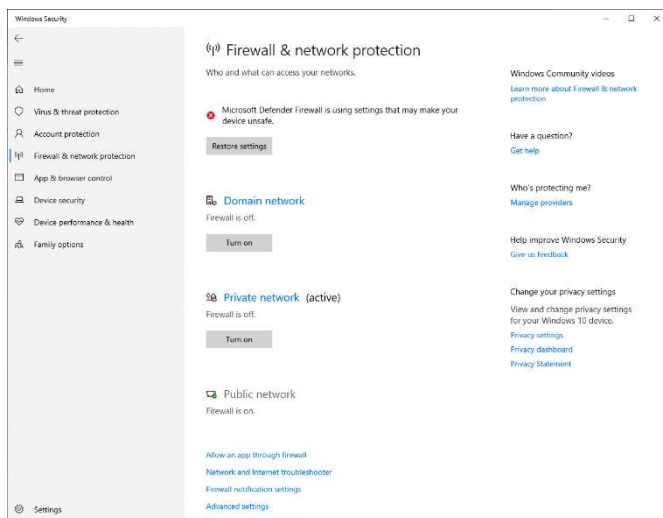 Windows Security
Home
Virus & threat protection
Account protection
Firewall & network protection
App & browser control
Device security
Device performance & health
Family options
Settings
Firewall & network protection
Who and what can access your networks.
Microsoft Defender Firewall is using settings that may make your
device unsafe.
Restore settings
Domain network
Firewall is off.
Turn on
Private network (active)
Firewall is off.
Turn on
Public network
Firewall is on.
Allow an app through firewall
Network and Internet troubleshooter
Firewall notification settings
Advanced settings
Windows Community videos
Learn more about Firewall & network
protection
Have a question?
Get help
Who's protecting me?
Manage providers
Help improve Windows Security
Give us feedback
Change your privacy settings
View and change privacy settings
for your Windows 10 device.
Privacy settings
Privacy dashboard
Privacy Statement